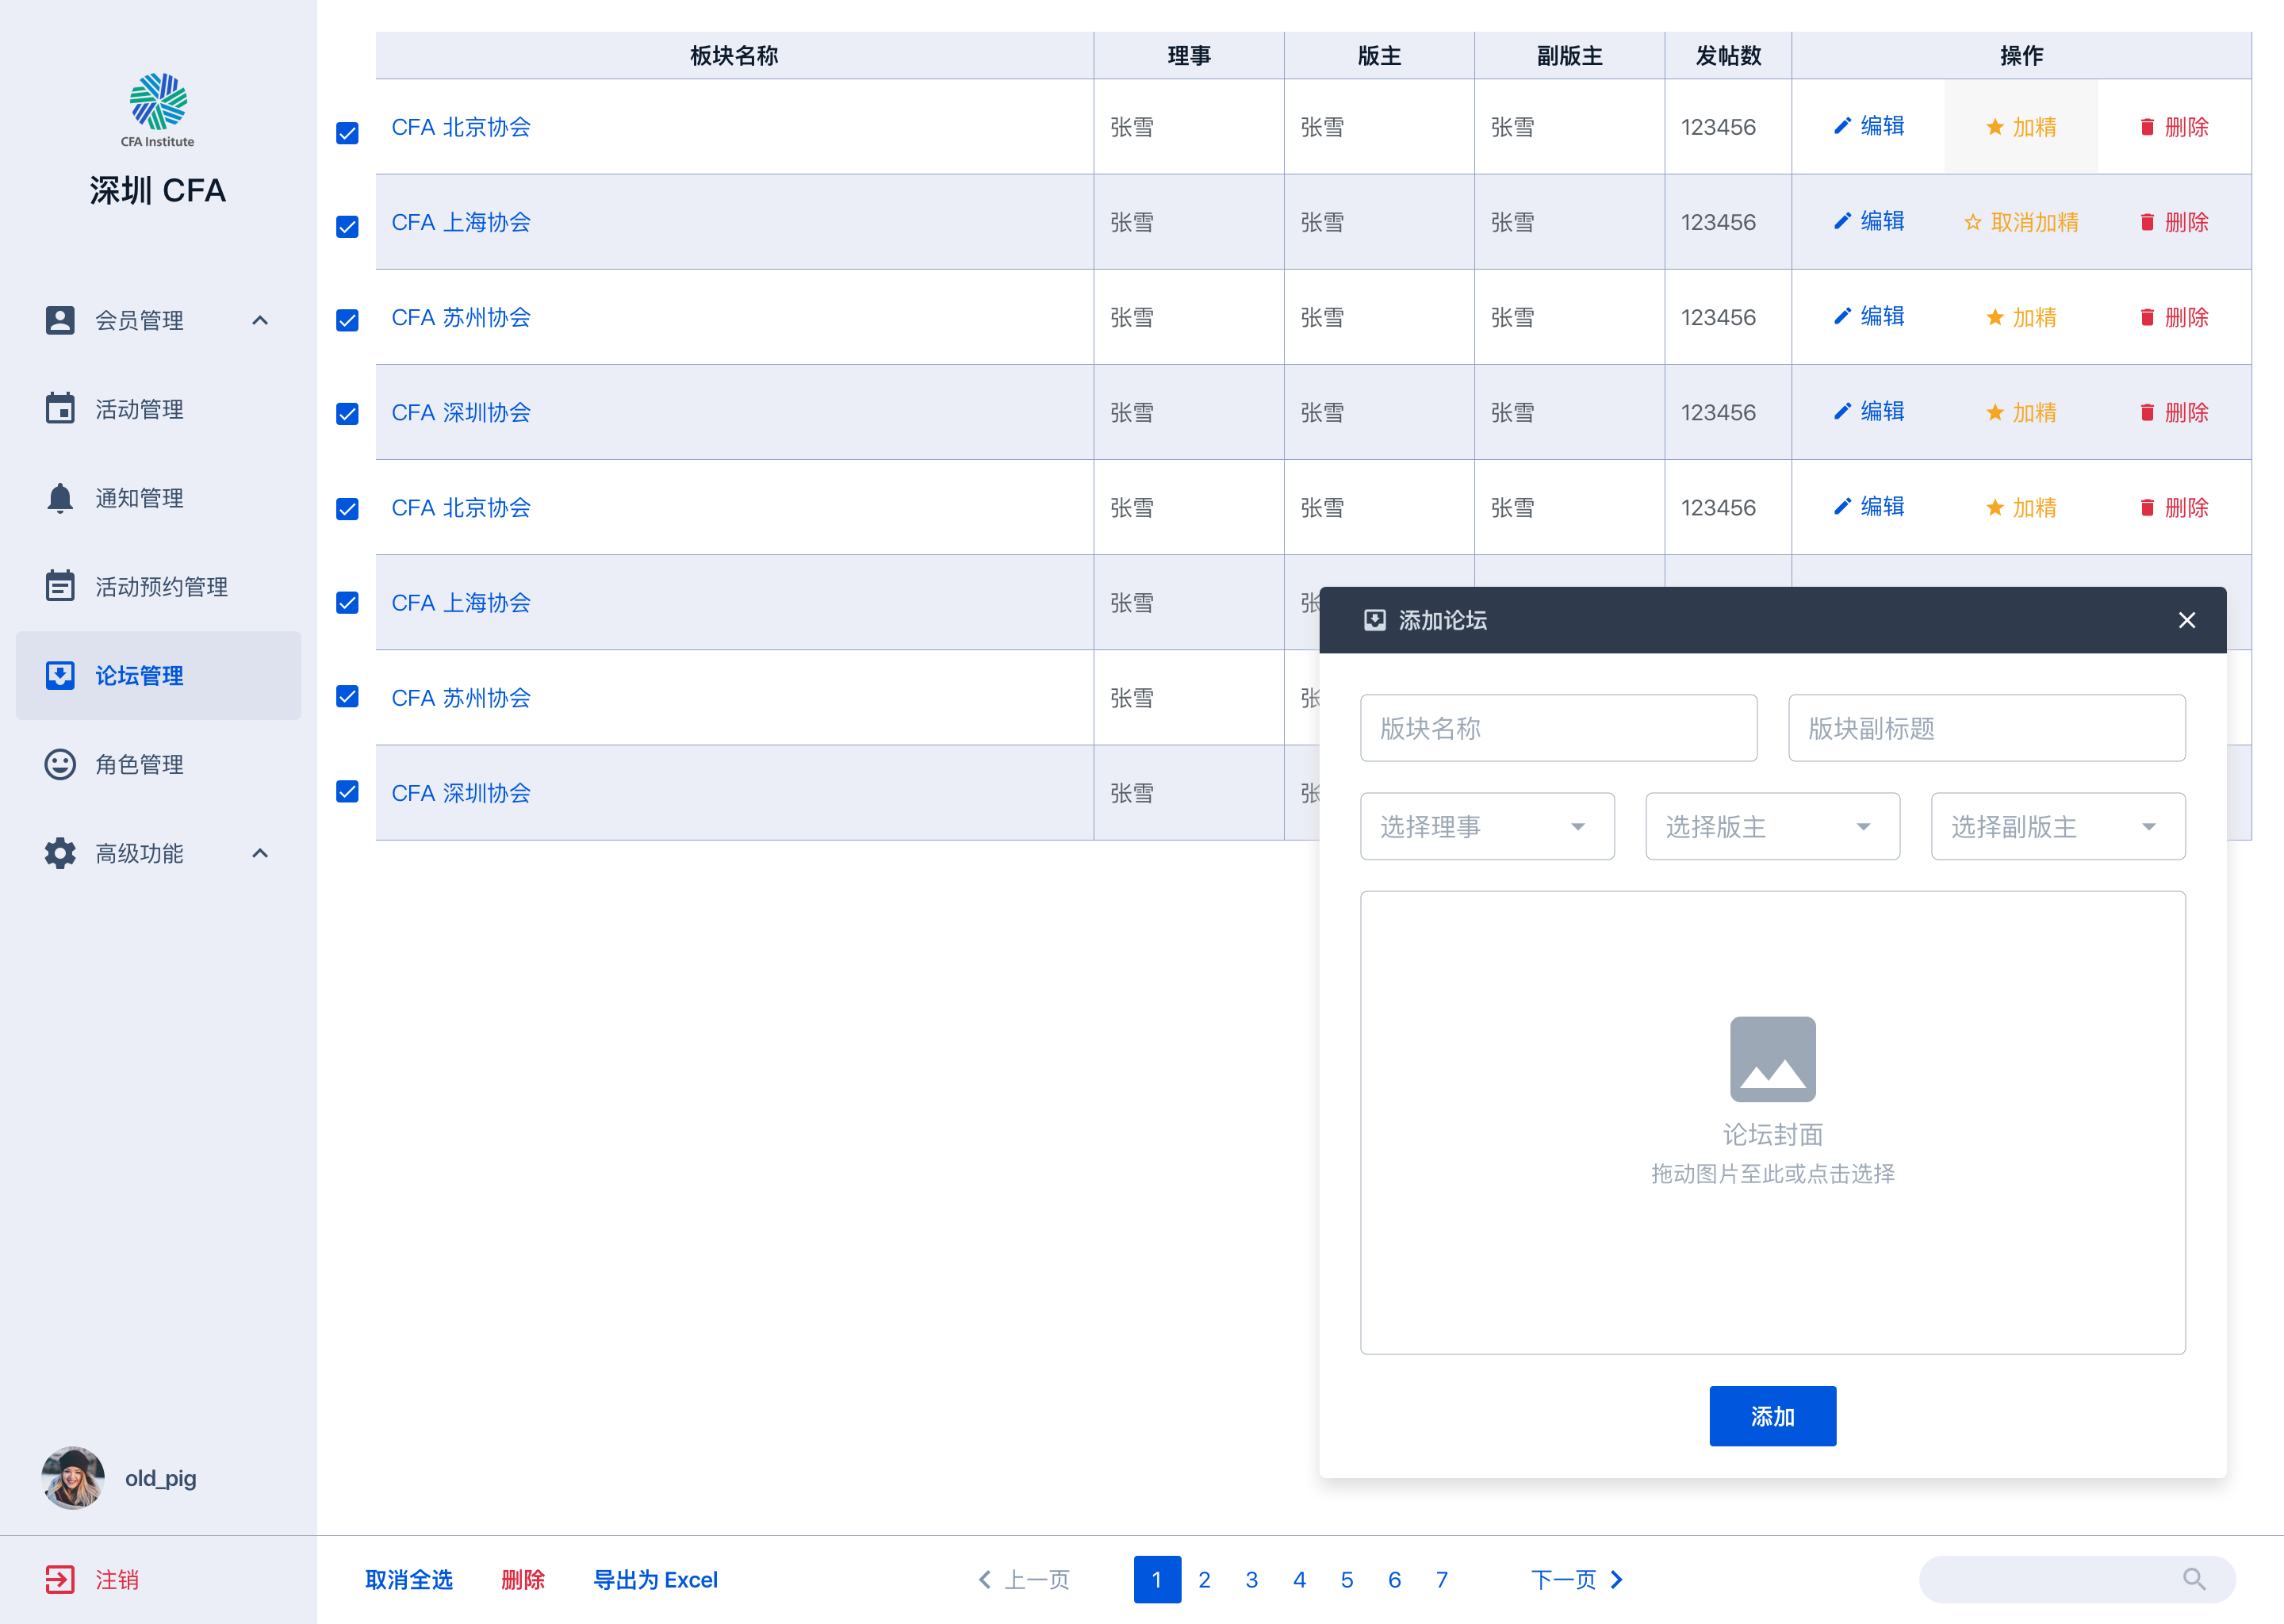 CFA Institute
深圳 CFA
会员管理
活动管理
通知管理
活动预约管理
论坛管理
角色管理
高级功能
old_pig
注销
板块名称 理事 版主 副版主 发帖数 操作
CFA 北京协会 张雪 张雪 张雪 123456 编辑 加精 删除
CFA 上海协会 张雪 张雪 张雪 123456 编辑 取消加精 删除
CFA 苏州协会 张雪 张雪 张雪 123456 编辑 加精 删除
CFA 深圳协会 张雪 张雪 张雪 123456 编辑 加精 删除
CFA 北京协会 张雪 张雪 张雪 123456 编辑 加精 删除
CFA 上海协会 张雪 张
CFA 苏州协会 张雪 张
CFA 深圳协会 张雪 张
添加论坛
版块名称 版块副标题
选择理事 选择版主 选择副版主
论坛封面
拖动图片至此或点击选择
添加
取消全选 删除 导出为 Excel 上一页 1 2 3 4 5 6 7 下一页